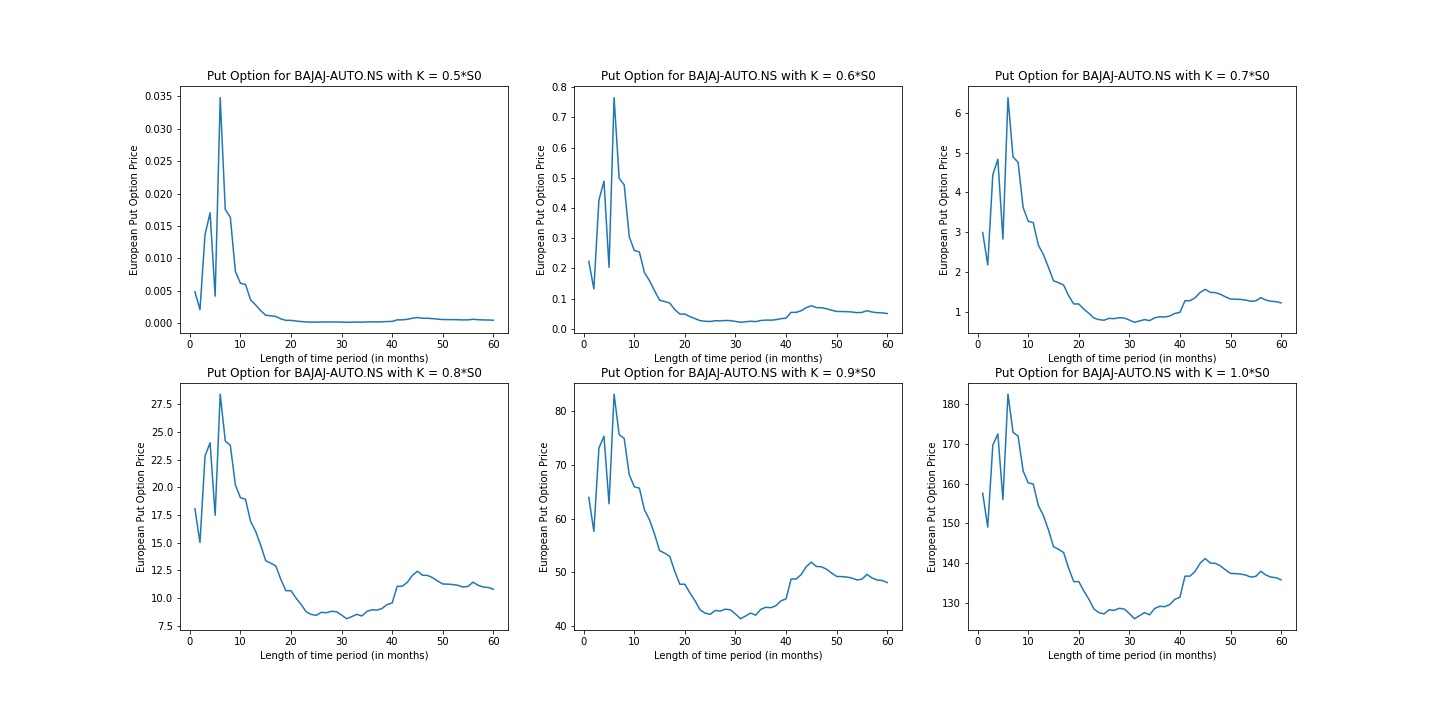 Put Option for BAJAJ-AUTO.NS with K = 0.5*S0
European Put Option Price
0.035
0.030
0.025
0.020
0.015
0.010
0.005
0.000
0 10 20 30 40 50 60
Length of time period (in months)
Put Option for BAJAJ-AUTO.NS with K = 0.6*S0
European Put Option Price
0.8
0.7
0.6
0.5
0.4
0.3
0.2
0.1
0.0
0 10 20 30 40 50 60
Length of time period (in months)
Put Option for BAJAJ-AUTO.NS with K = 0.7*S0
European Put Option Price
6
5
4
3
2
1
0 10 20 30 40 50 60
Length of time period (in months)
Put Option for BAJAJ-AUTO.NS with K = 0.8*S0
European Put Option Price
27.5
25.0
22.5
20.0
17.5
15.0
12.5
10.0
7.5
0 10 20 30 40 50 60
Length of time period (in months)
Put Option for BAJAJ-AUTO.NS with K = 0.9*S0
European Put Option Price
80
70
60
50
40
0 10 20 30 40 50 60
Length of time period (in months)
Put Option for BAJAJ-AUTO.NS with K = 1.0*S0
European Put Option Price
180
170
160
150
140
130
0 10 20 30 40 50 60
Length of time period (in months)